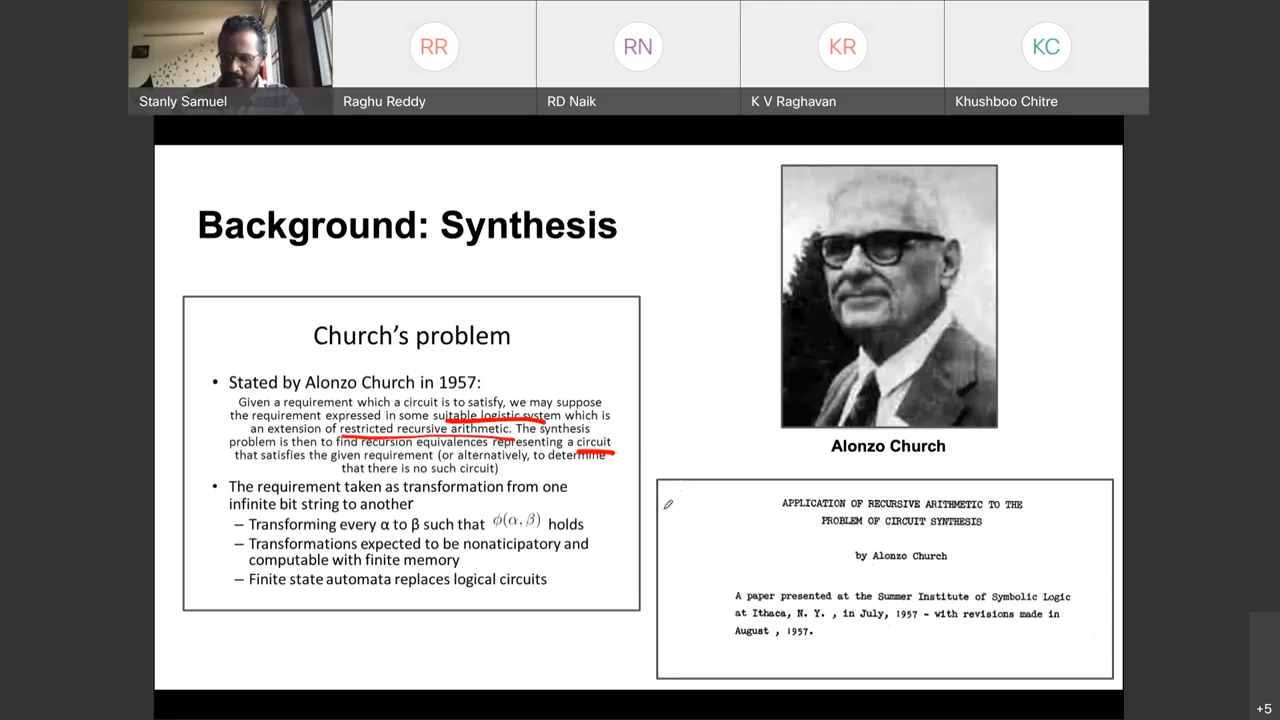 RR
RN
KR
KC
Stanly Samuel
Raghu Reddy
RD Naik
K V Raghavan
Khushboo Chitre
Background: Synthesis
Church's problem
• Stated by Alonzo Church in 1957:
Given a requirement which a circuit is to satisfy, we may suppose
the requirement expressed in some suitable logistic system which is
an extension of restricted recursive arithmetic. The synthesis
problem is then to find recursion equivalences representing a circuit
that satisfies the given requirement (or alternatively, to determine
that there is no such circuit)
• The requirement taken as transformation from one
infinite bit string to another
– Transforming every α to β such that ϕ(α, β) holds
– Transformations expected to be nonaticipatory and
computable with finite memory
– Finite state automata replaces logical circuits
Alonzo Church
APPLICATION OF RECURSIVE ARITHMETIC TO THE
PROBLEM OF CIRCUIT SYNTHESIS
by Alonzo Church
A paper presented at the Summer Institute of Symbolic Logic
at Ithaca, N. Y. , in July, 1957 - with revisions made in
August , 1957.
+5